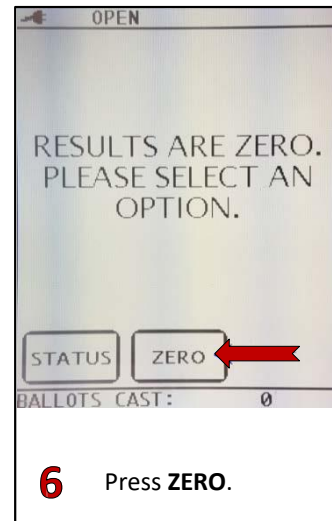 OPEN
RESULTS ARE ZERO.
PLEASE SELECT AN
OPTION.
STATUS ZERO
BALLOTS CAST: 0
6 Press ZERO.